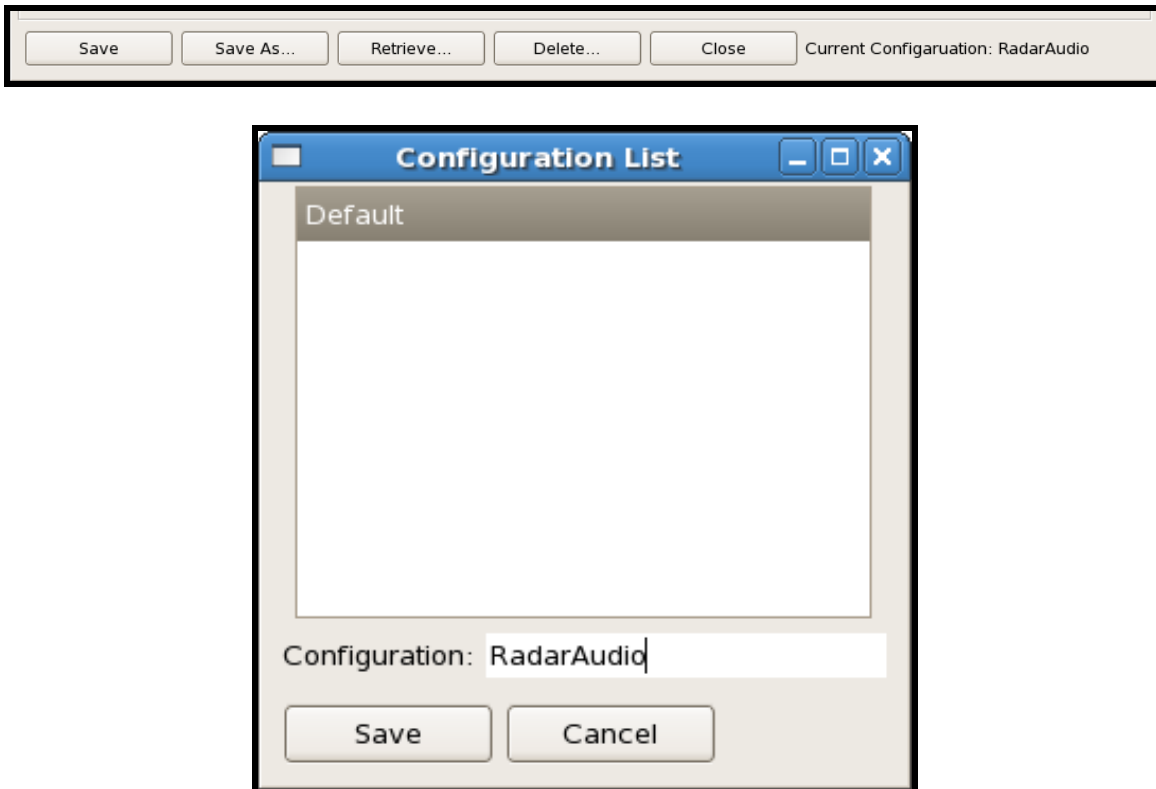 Save Save As... Retrieve... Delete... Close Current Configaruation: RadarAudio
Configuration List
Default
Configuration: RadarAudio
Save Cancel